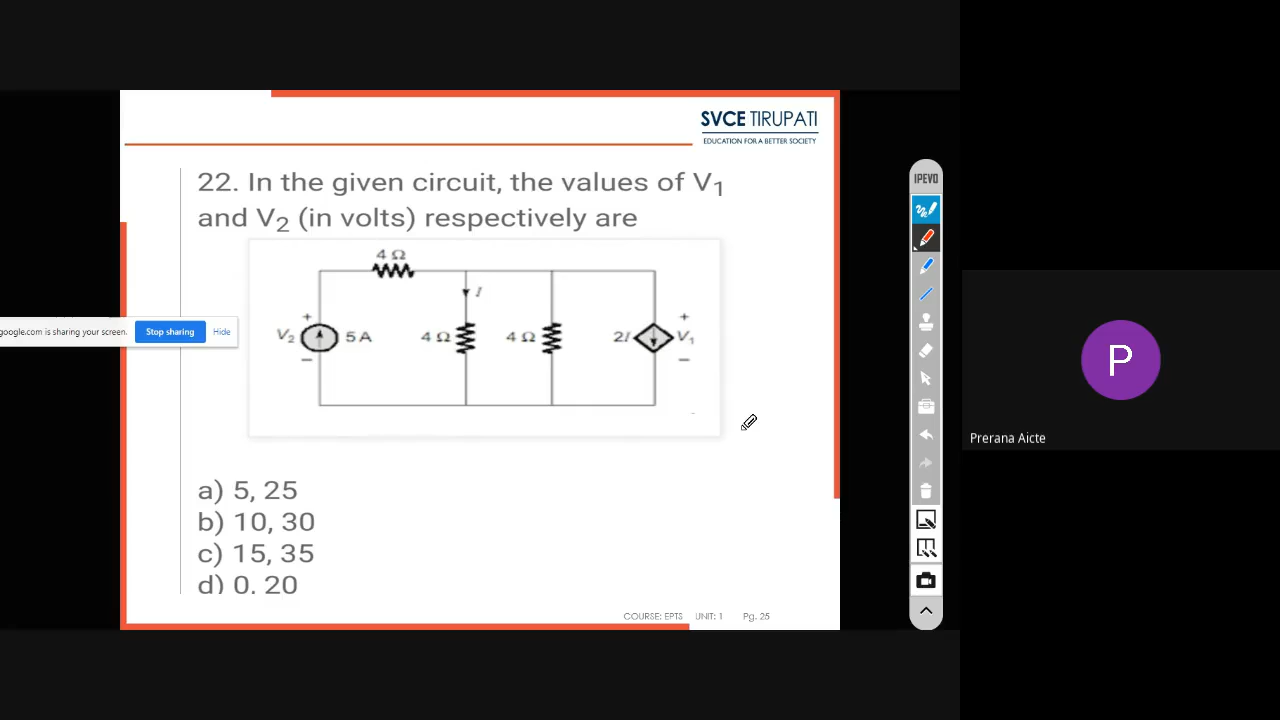 SVCE TIRUPATI
EDUCATION FOR A BETTER SOCIETY
IPEVO
22. In the given circuit, the values of V₁
and V₂ (in volts) respectively are
4 Ω
I
+
V₂
−
5 A
4 Ω
4 Ω
2I
+
V₁
−
google.com is sharing your screen.
Stop sharing
Hide
P
Prerana Aicte
a) 5, 25
b) 10, 30
c) 15, 35
d) 0, 20
COURSE: EPTS UNIT: 1 Pg. 25